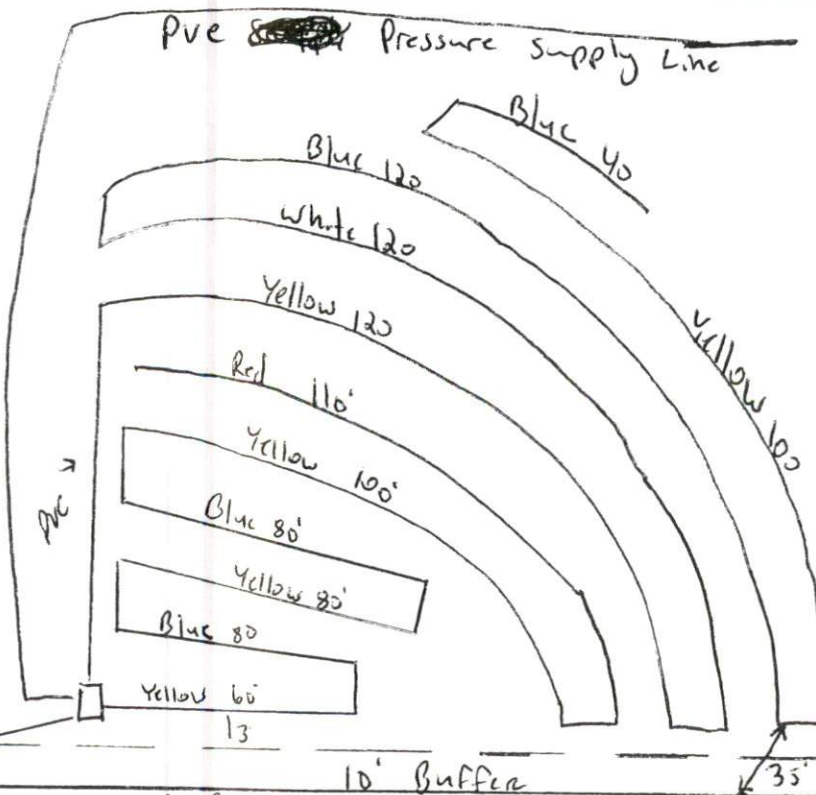 Pvc Pressure Supply Line
Blue 40
Blue 120
White 120
Yellow 120
Yellow 100
Red 110'
Yellow 100'
PVC
Blue 80'
Yellow 80'
Blue 80
Yellow 60'
13
10' Buffer
35'